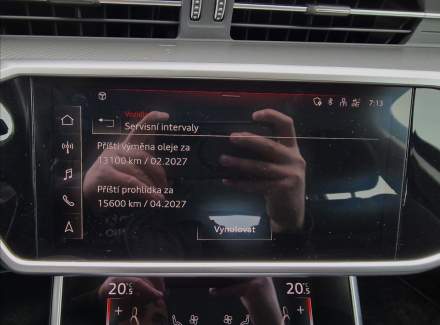 7:13
Vozidlo
Servisní intervaly
Příští výměna oleje za
13100 km / 02.2027
Příští prohlídka za
15600 km / 04.2027
Vynulovat
20.5
20.5